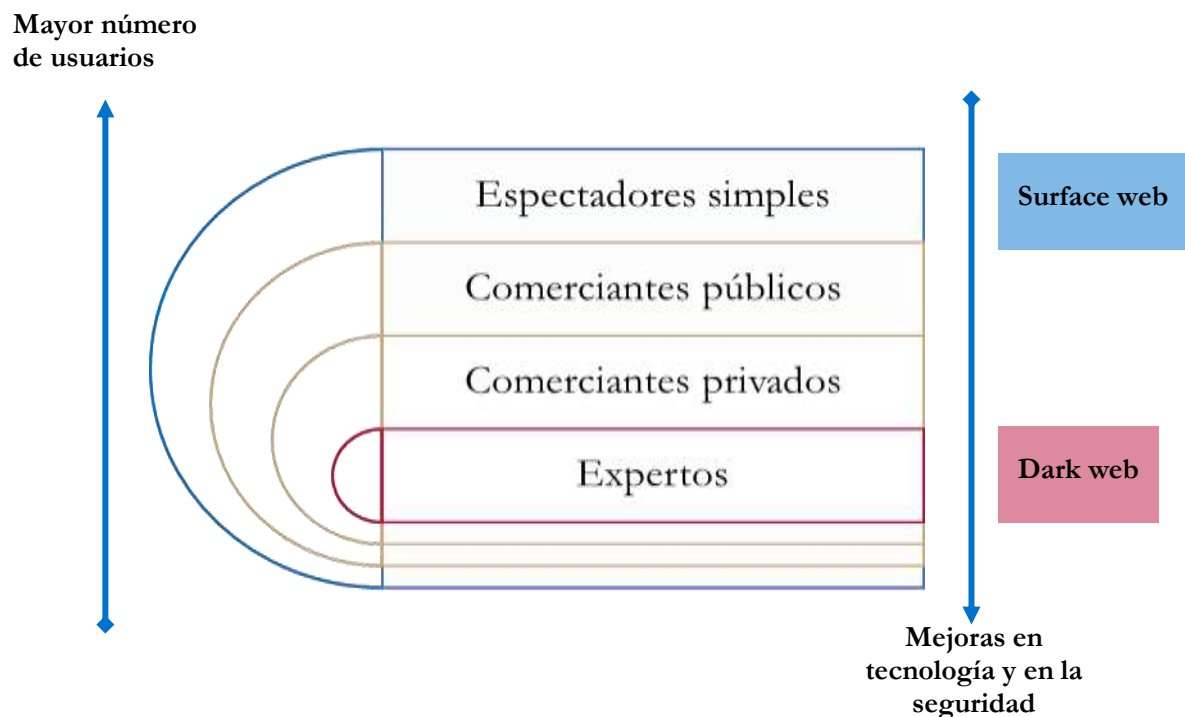 Mayor número
de usuarios
Espectadores simples
Surface web
Comerciantes públicos
Comerciantes privados
Expertos
Dark web
Mejoras en
tecnología y en la
seguridad